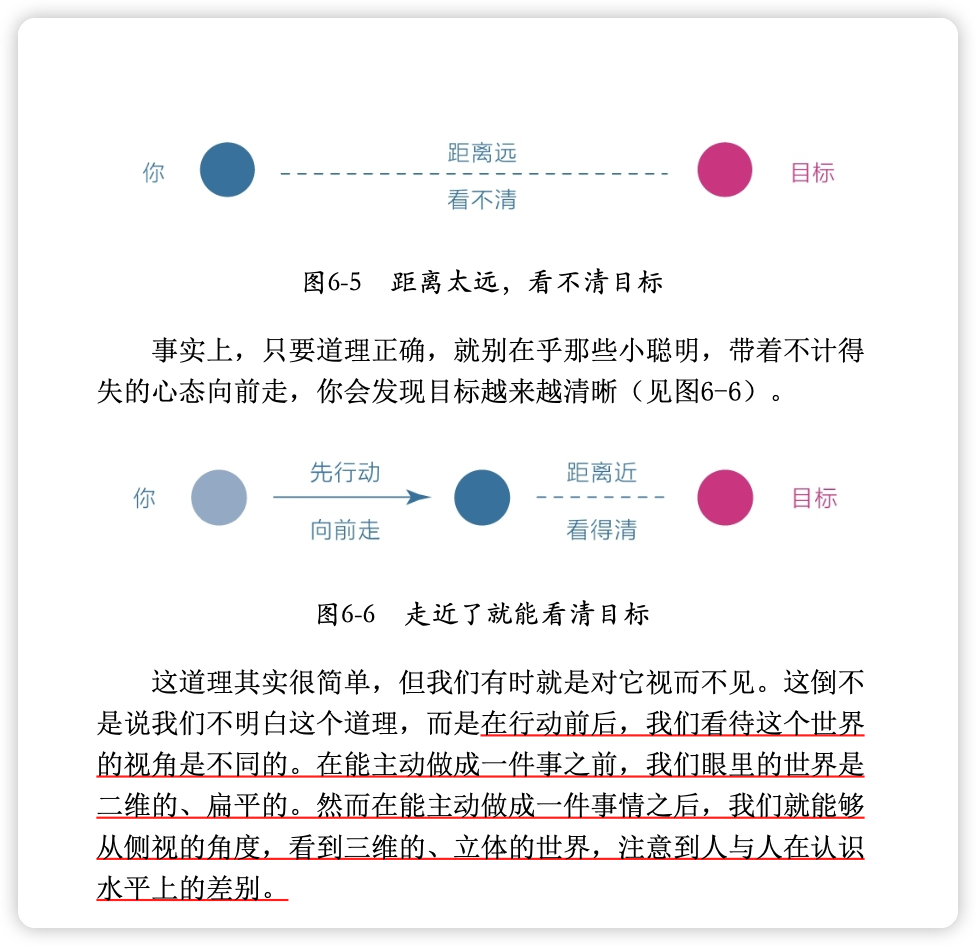 距离远
你
目标
看不清
图6-5 距离太远，看不清目标
事实上，只要道理正确，就别在乎那些小聪明，带着不计得
失的心态向前走，你会发现目标越来越清晰（见图6-6）。
先行动
距离近
你
目标
向前走
看得清
图6-6 走近了就能看清目标
这道理其实很简单，但我们有时就是对它视而不见。这倒不
是说我们不明白这个道理，而是在行动前后，我们看待这个世界
的视角是不同的。在能主动做成一件事之前，我们眼里的世界是
二维的、扁平的。然而在能主动做成一件事情之后，我们就能够
从侧视的角度，看到三维的、立体的世界，注意到人与人在认识
水平上的差别。